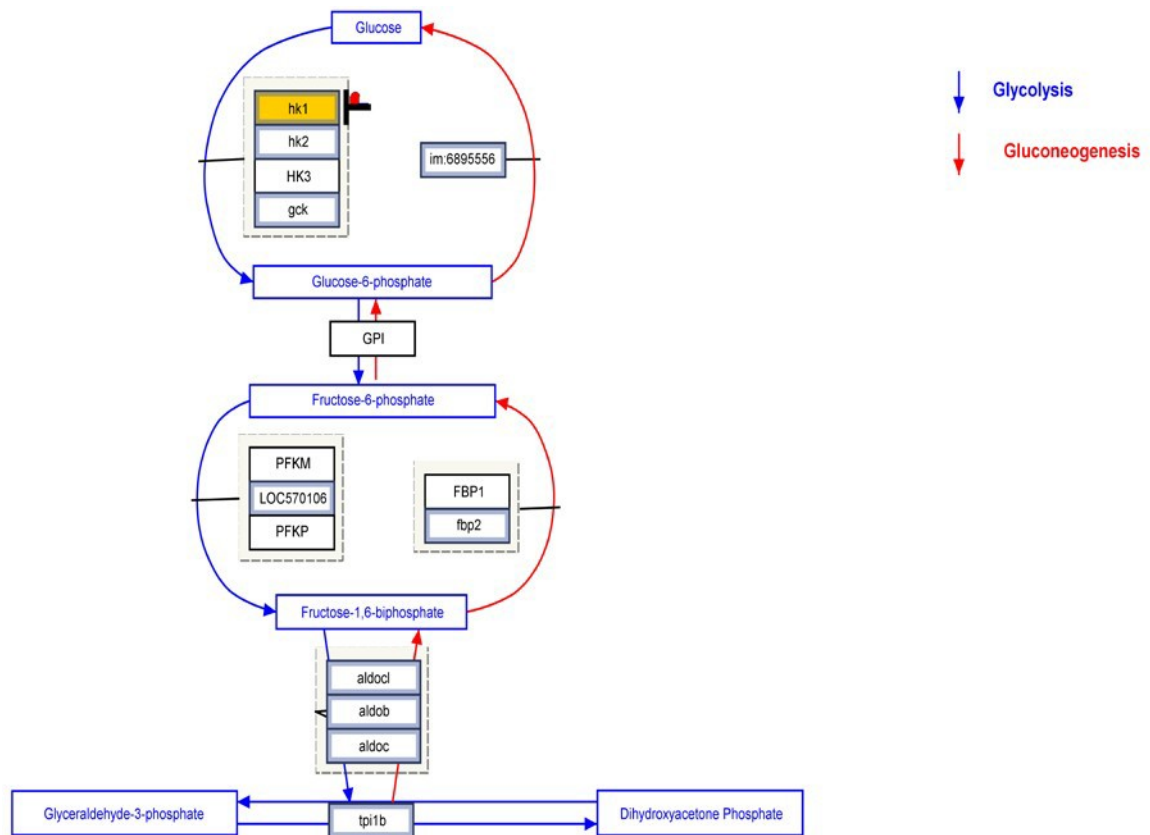 Glucose
Glycolysis
hk1
hk2
Gluconeogenesis
im:6895556
HK3
gck
Glucose-6-phosphate
GPI
Fructose-6-phosphate
PFKM
LOC570106
PFKP
FBP1
fbp2
Fructose-1,6-biphosphate
aldocl
aldob
aldoc
Glyceraldehyde-3-phosphate
tpi1b
Dihydroxyacetone Phosphate